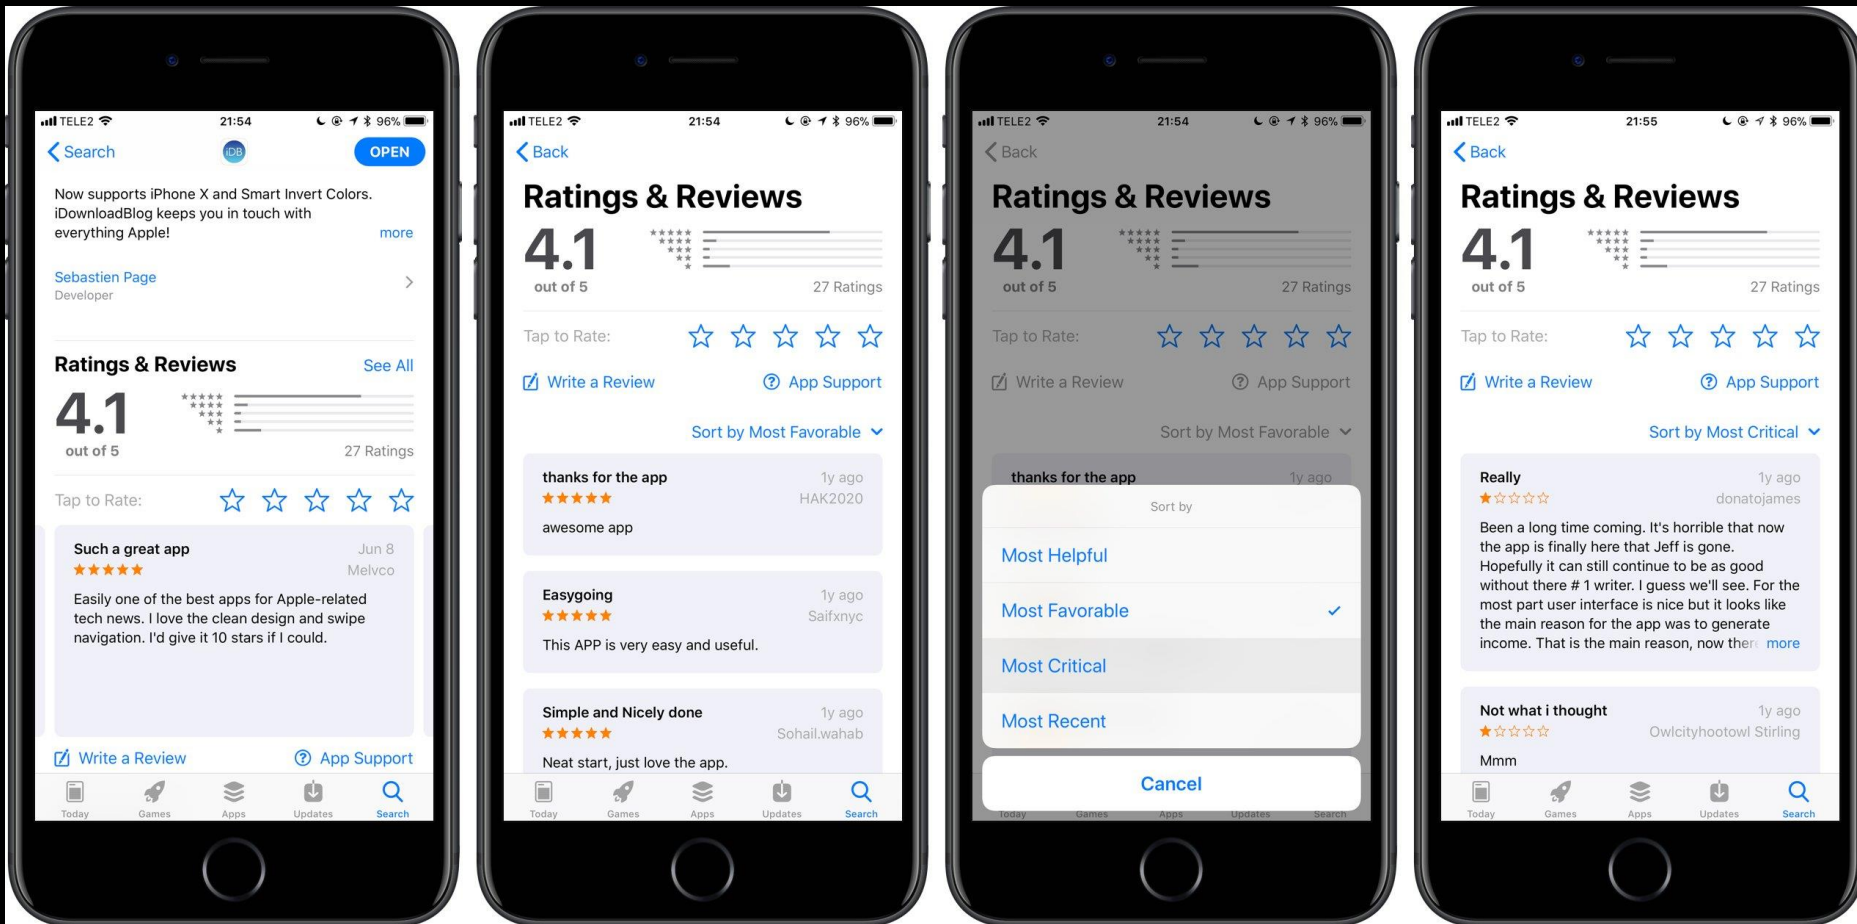 TELE2 21:54 96%
Search iDB OPEN
Now supports iPhone X and Smart Invert Colors.
iDownloadBlog keeps you in touch with
everything Apple! more
Sebastien Page
Developer
Ratings & Reviews See All
4.1
out of 5 27 Ratings
Tap to Rate:
Such a great app Jun 8
Melvco
Easily one of the best apps for Apple-related
tech news. I love the clean design and swipe
navigation. I'd give it 10 stars if I could.
Write a Review App Support
Today Games Apps Updates Search
TELE2 21:54 96%
Back
Ratings & Reviews
4.1
out of 5 27 Ratings
Tap to Rate:
Write a Review App Support
Sort by Most Favorable
thanks for the app 1y ago
HAK2020
awesome app
Easygoing 1y ago
Saifxnyc
This APP is very easy and useful.
Simple and Nicely done 1y ago
Sohail.wahab
Neat start, just love the app.
Today Games Apps Updates Search
TELE2 21:54 96%
Back
Ratings & Reviews
4.1
out of 5 27 Ratings
Tap to Rate:
Write a Review App Support
Sort by Most Favorable
thanks for the app 1y ago
Sort by
Most Helpful
Most Favorable
Most Critical
Most Recent
Cancel
Today Games Apps Updates Search
TELE2 21:55 96%
Back
Ratings & Reviews
4.1
out of 5 27 Ratings
Tap to Rate:
Write a Review App Support
Sort by Most Critical
Really 1y ago
donatojames
Been a long time coming. It's horrible that now
the app is finally here that Jeff is gone.
Hopefully it can still continue to be as good
without there # 1 writer. I guess we'll see. For the
most part user interface is nice but it looks like
the main reason for the app was to generate
income. That is the main reason, now ther more
Not what i thought 1y ago
Owlcityhootowl Stirling
Mmm
Today Games Apps Updates Search